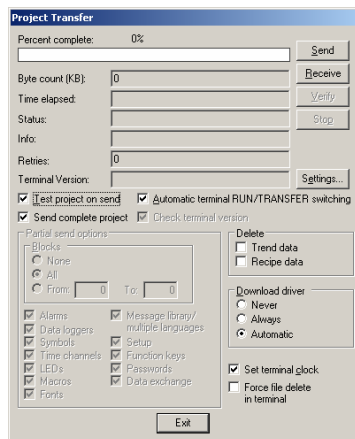 Project Transfer
Percent complete: 0%
Send
Byte count (KB): 0
Receive
Time elapsed:
Verify
Status:
Stop
Info:
Retries: 0
Terminal Version:
Settings...
Test project on send
Automatic terminal RUN/TRANSFER switching
Send complete project
Check terminal version
Partial send options
Blocks
None
All
From: 0 To: 0
Alarms
Data loggers
Symbols
Time channels
LEDs
Macros
Fonts
Message library/
multiple languages
Setup
Function keys
Passwords
Data exchange
Delete
Trend data
Recipe data
Download driver
Never
Always
Automatic
Set terminal clock
Force file delete
in terminal
Exit